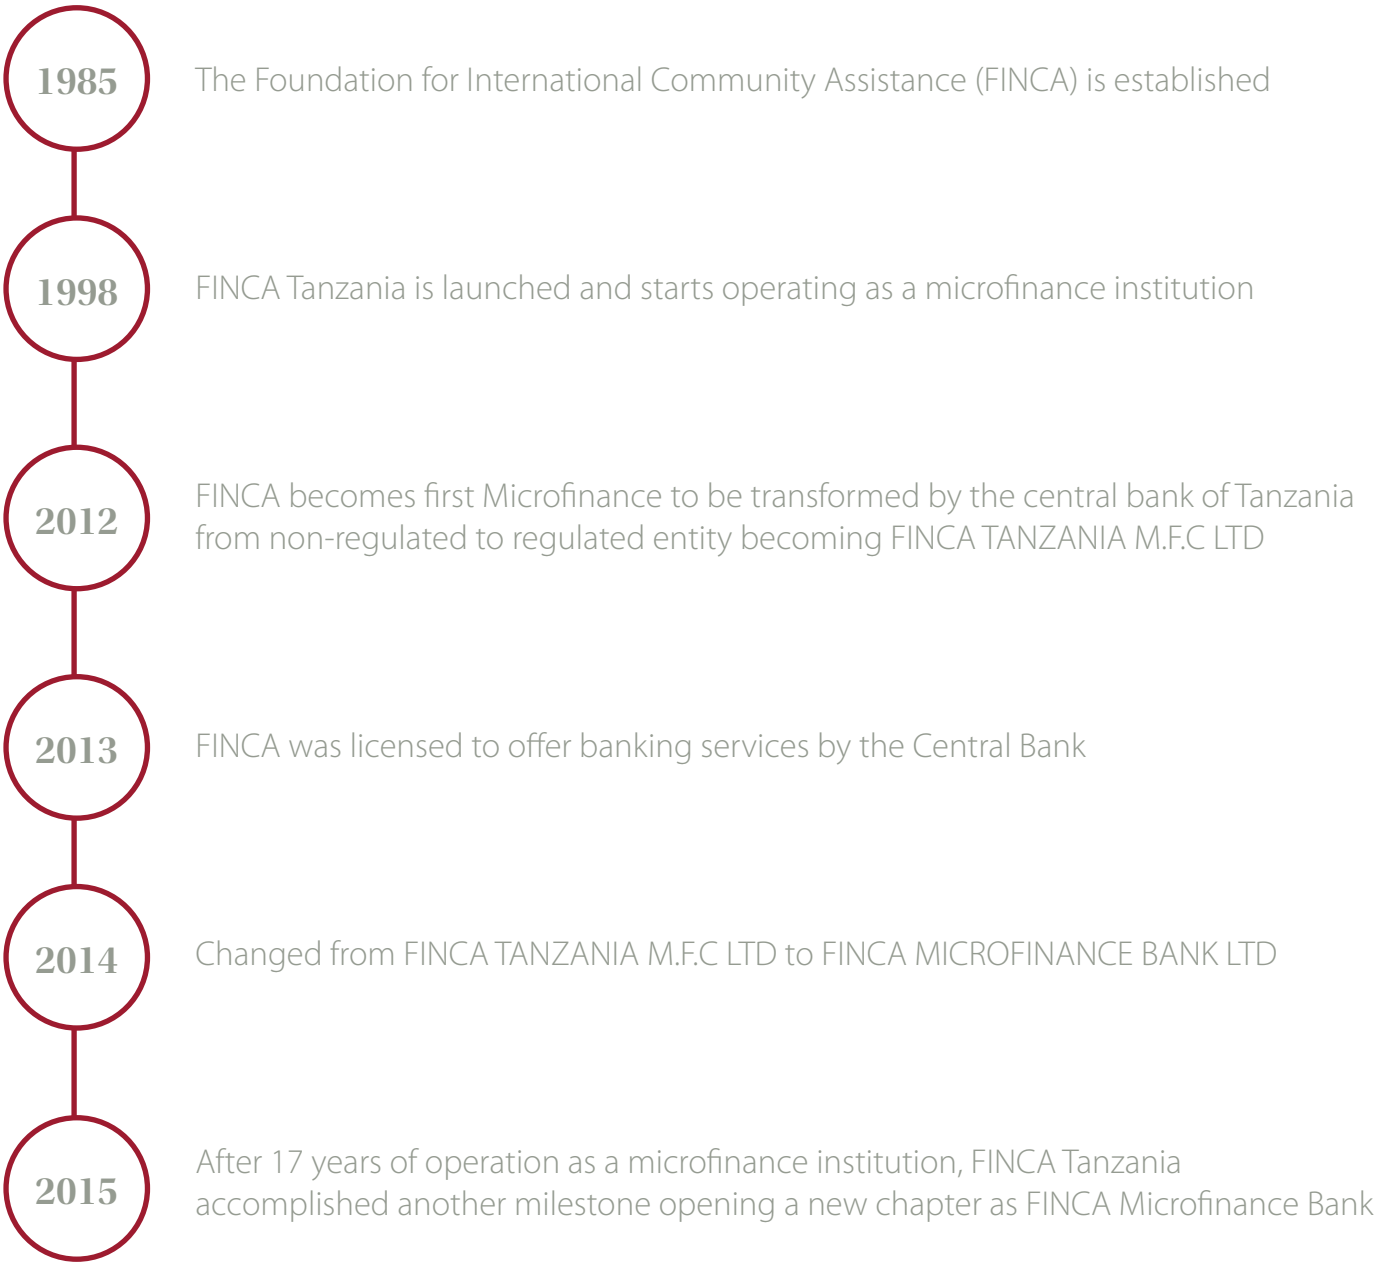 1985
The Foundation for International Community Assistance (FINCA) is established
1998
FINCA Tanzania is launched and starts operating as a microfinance institution
2012
FINCA becomes first Microfinance to be transformed by the central bank of Tanzania
from non-regulated to regulated entity becoming FINCA TANZANIA M.F.C LTD
2013
FINCA was licensed to offer banking services by the Central Bank
2014
Changed from FINCA TANZANIA M.F.C LTD to FINCA MICROFINANCE BANK LTD
2015
After 17 years of operation as a microfinance institution, FINCA Tanzania
accomplished another milestone opening a new chapter as FINCA Microfinance Bank